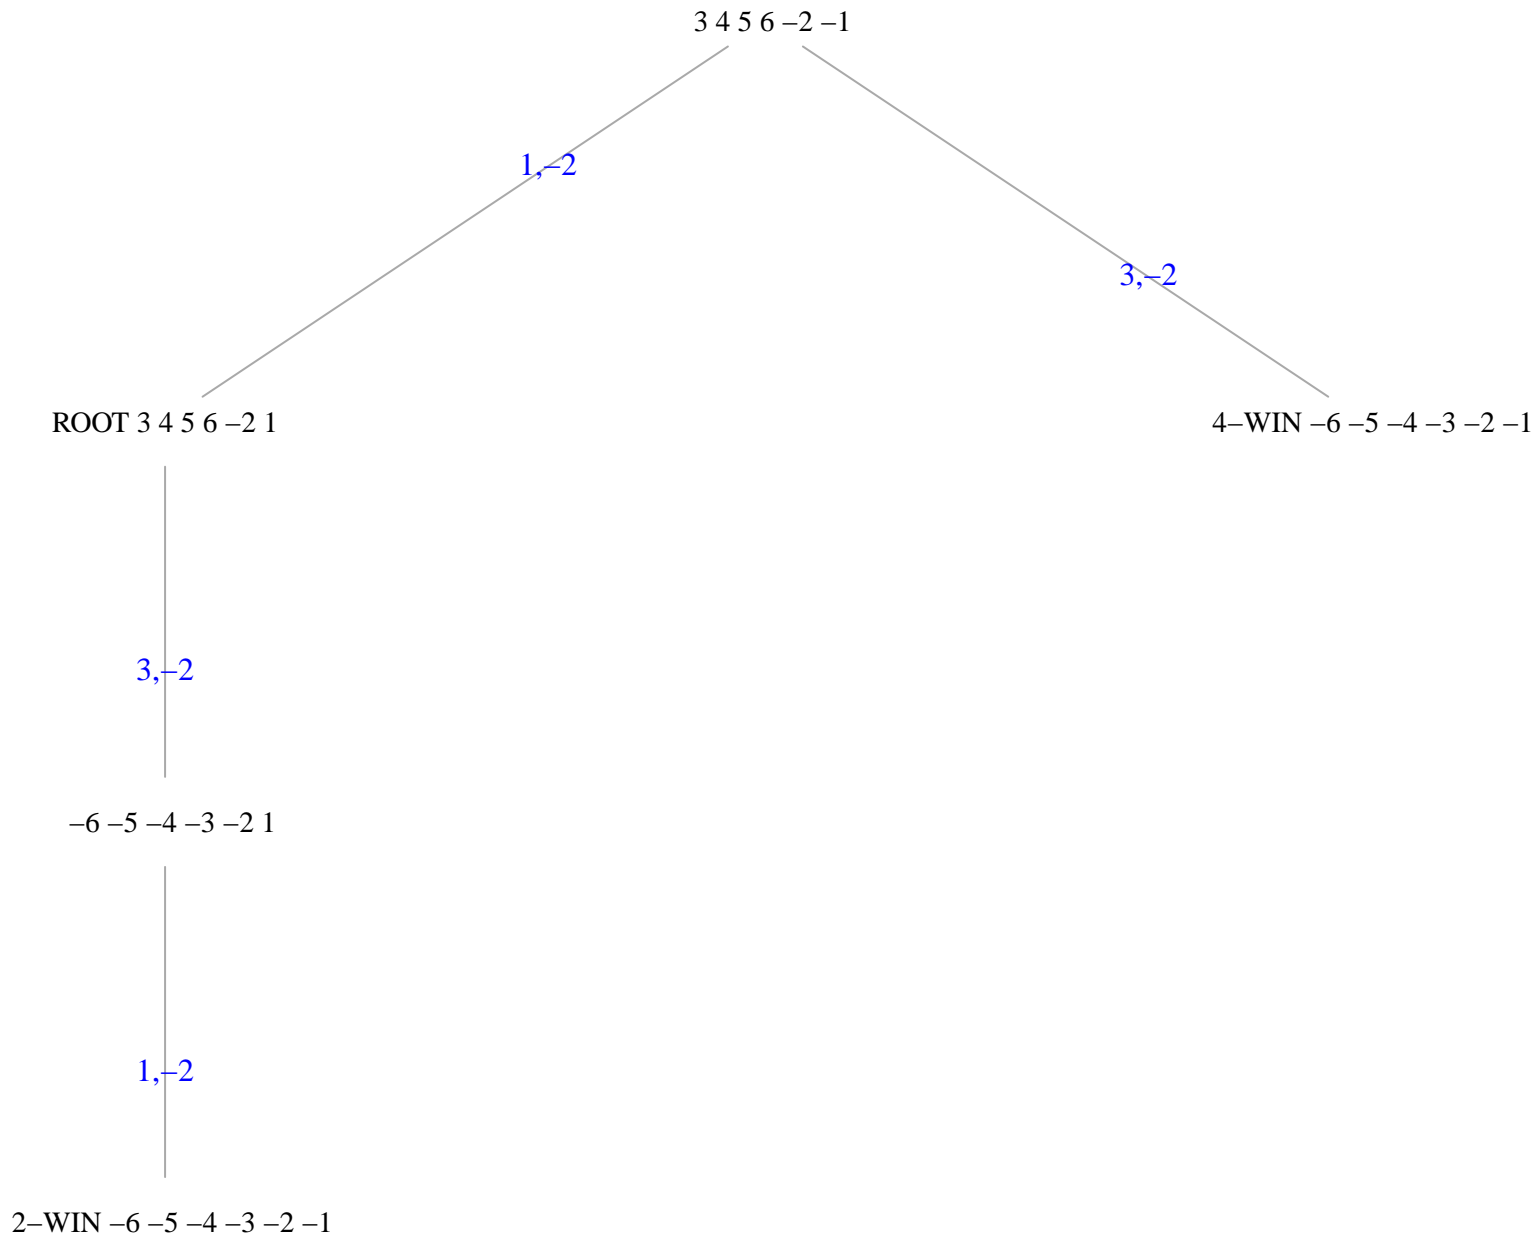 3 4 5 6 –2 –1
1,–2
3,–2
ROOT 3 4 5 6 –2 1
4–WIN –6 –5 –4 –3 –2 –1
3,–2
–6 –5 –4 –3 –2 1
1,–2
2–WIN –6 –5 –4 –3 –2 –1